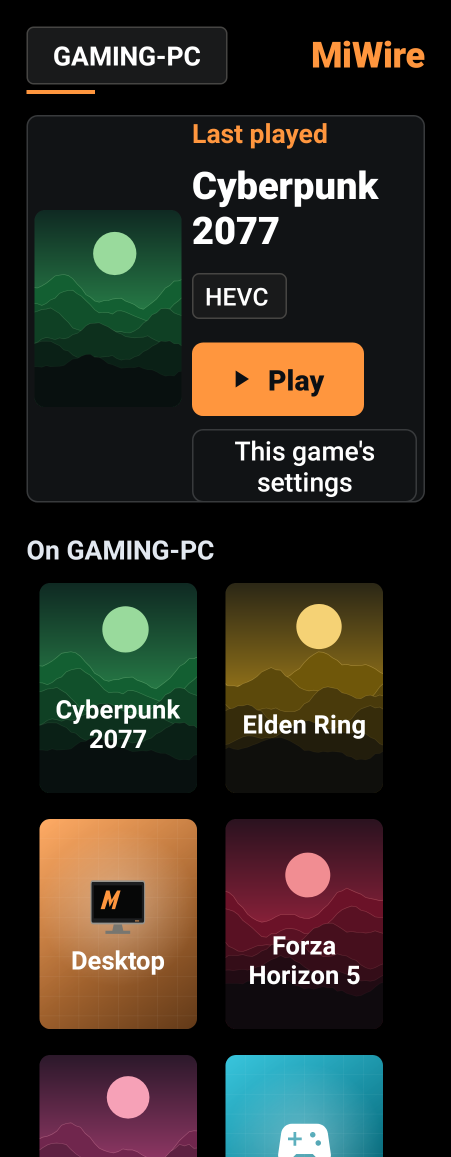 GAMING-PC
MiWire
Last played
Cyberpunk
2077
HEVC
Play
This game's
settings
On GAMING-PC
Cyberpunk
2077
Elden Ring
M
Desktop
Forza
Horizon 5